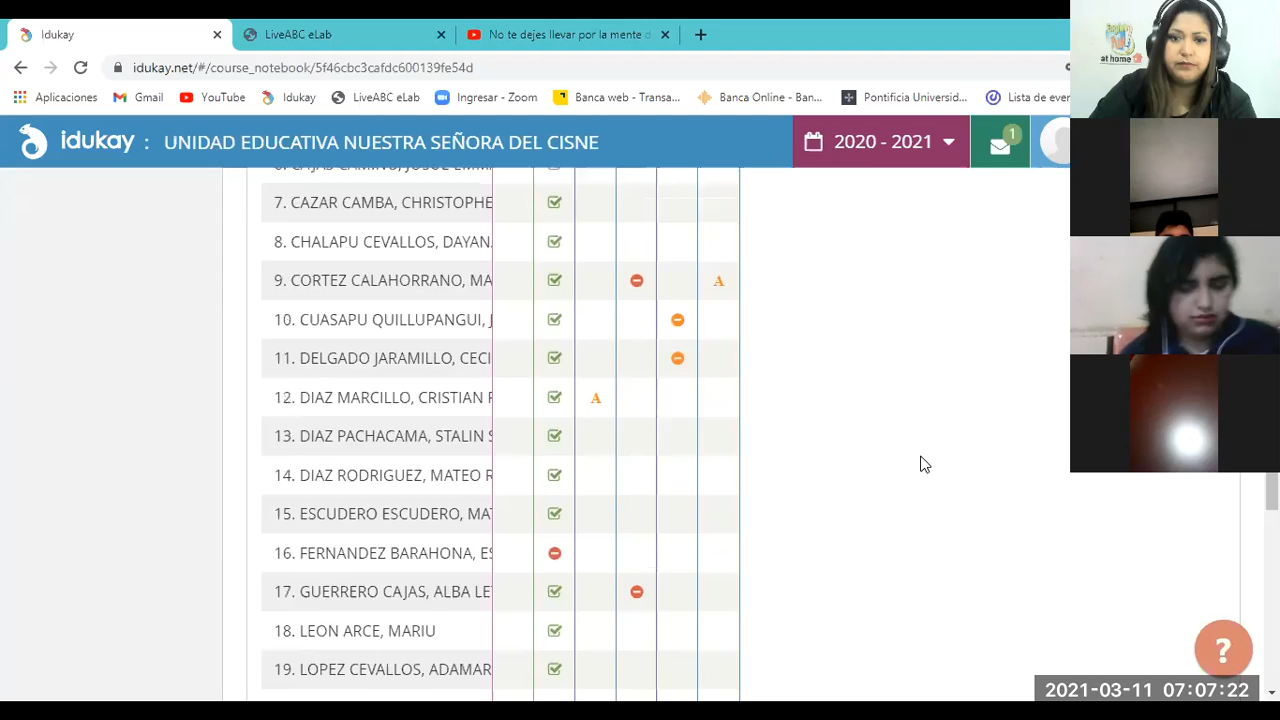 Idukay
LiveABC eLab
No te dejes llevar por la mente d
idukay.net/#/course_notebook/5f46cbc3cafdc600139fe54d
Aplicaciones Gmail YouTube Idukay LiveABC eLab Ingresar - Zoom Banca web - Transa... Banca Online - Ban... Pontificia Universid... Lista de ever
idukay : UNIDAD EDUCATIVA NUESTRA SEÑORA DEL CISNE 2020 - 2021 1
at home
7. CAZAR CAMBA, CHRISTOPHE
8. CHALAPU CEVALLOS, DAYAN
9. CORTEZ CALAHORRANO, MA A
10. CUASAPU QUILLUPANGUI, J
11. DELGADO JARAMILLO, CECI
12. DIAZ MARCILLO, CRISTIAN A
13. DIAZ PACHACAMA, STALIN S
14. DIAZ RODRIGUEZ, MATEO R
15. ESCUDERO ESCUDERO, MA
16. FERNANDEZ BARAHONA, ES
17. GUERRERO CAJAS, ALBA LE
18. LEON ARCE, MARIU
19. LOPEZ CEVALLOS, ADAMAR
?
2021-03-11 07:07:22